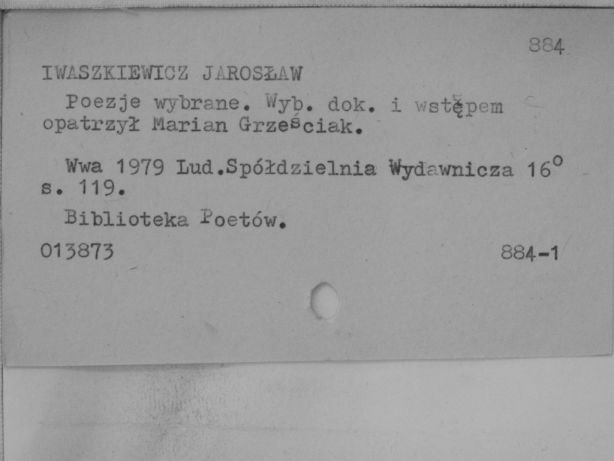 884
IWASZKIEWICZ JAROSŁAW
Poezje wybrane. Wyb. dok. i wstępem
opatrzył Marian Grześciak.
Wwa 1979 Lud.Spółdzielnia Wydawnicza 16°
s. 119.
Biblioteka Poetów.
013873 884-1